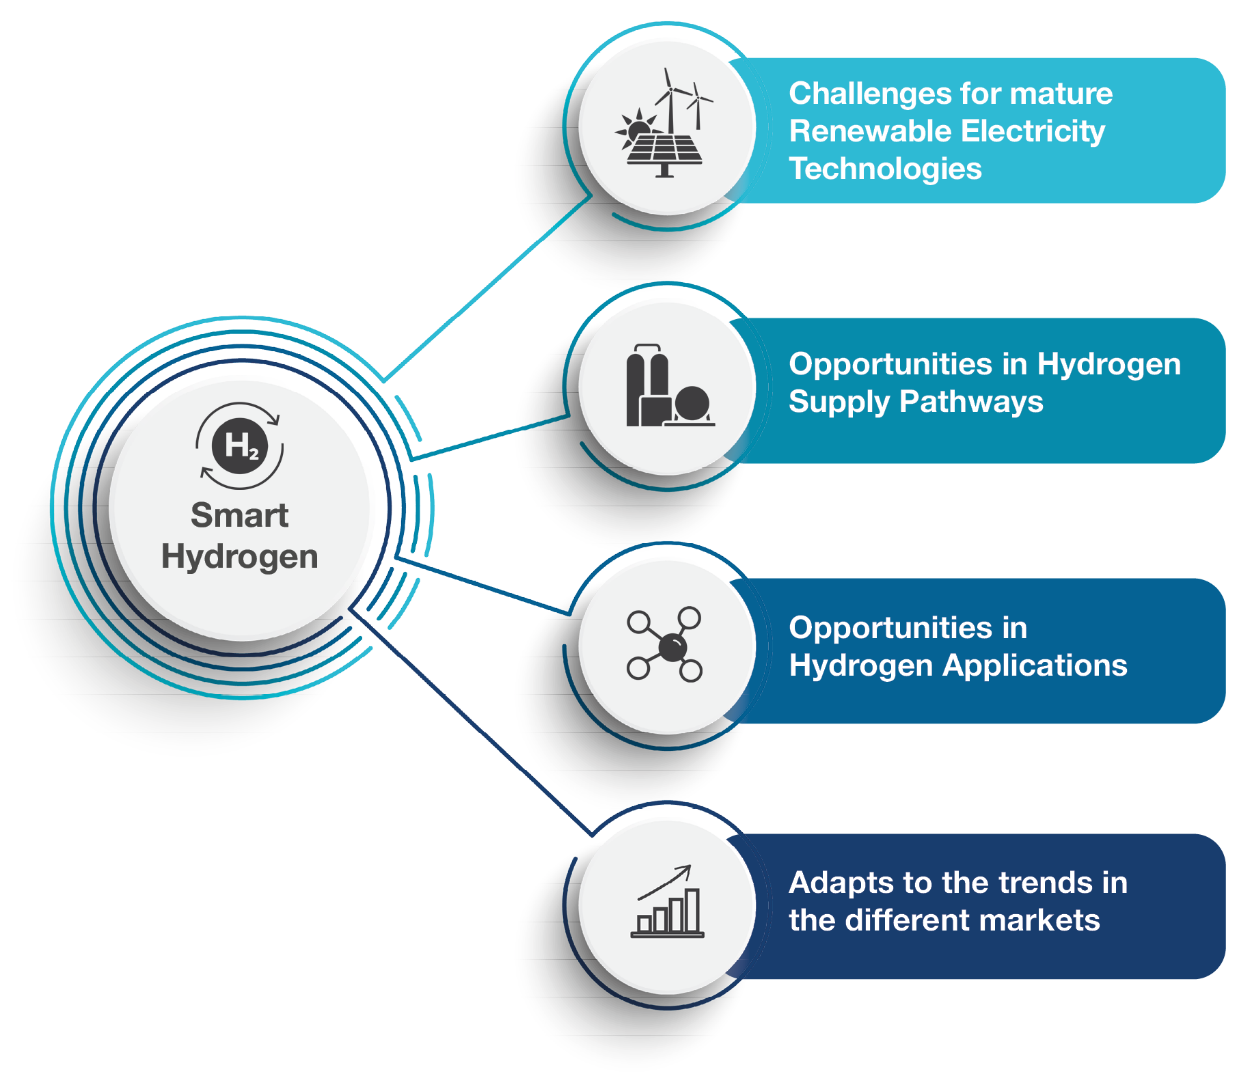 Challenges for mature
Renewable Electricity
Technologies
Opportunities in Hydrogen
Supply Pathways
H₂
Smart
Hydrogen
Opportunities in
Hydrogen Applications
Adapts to the trends in
the different markets